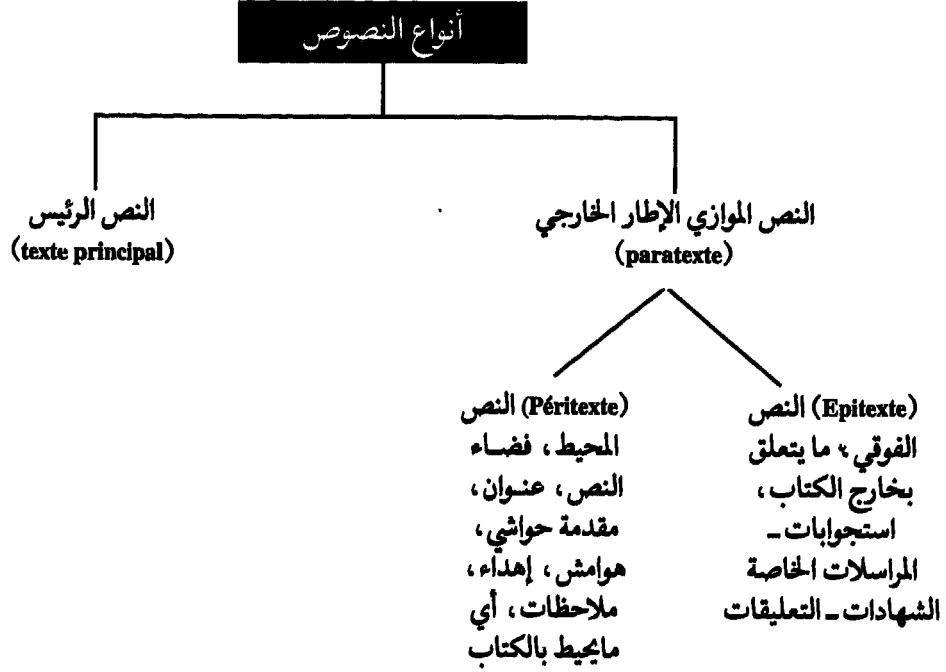 أنواع النصوص
النص الموازي الإطار الخارجي
(paratexte)
النص الرئيس
(texte principal)
(Epitexte) النص
الفوقي، ما يتعلق
بخارج الكتاب،
استجوابات ـ
المراسلات الخاصة
الشهادات ـ التعليقات
(Péritexte) النص
المحيط، فضاء
النص، عنوان،
مقدمة حواشي،
هوامش، إهداء،
ملاحظات، أي
مايحيط بالكتاب